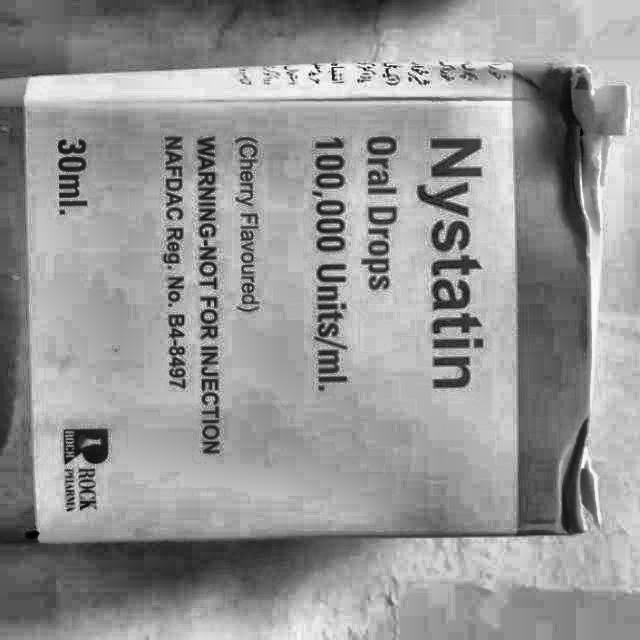 Nystatin
Oral Drops
100,000 Units/ml.
(Cherry Flavoured)
WARNING-NOT FOR INJECTION
NAFDAC Reg. No. B4-8497
30ml.
ROCK